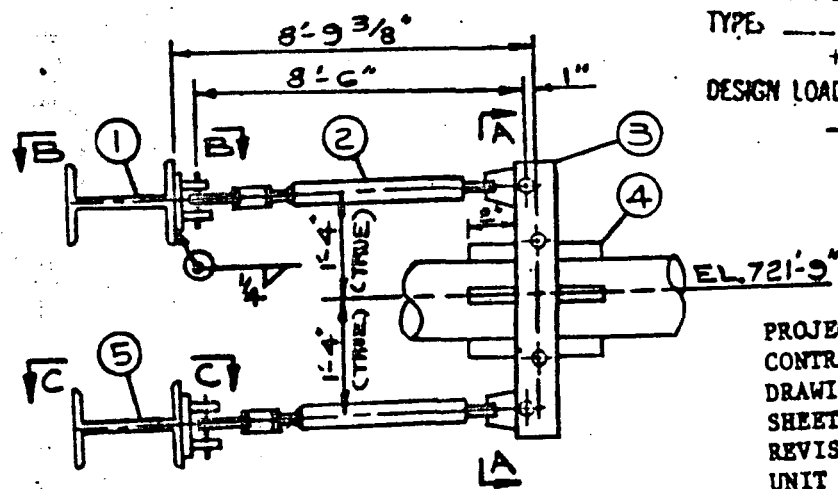 8'-9 3/8"
8'-6"
1"
TYPE
+
DESIGN LOAD
-
A
3
B
1
B
2
4
1'-4"
(TRUE)
1/4
EL. 721'-9"
1'-4"
(TRUE)
C
5
C
A
PROJE
CONTR
DRAWI
SHEET
REVIS
UNIT